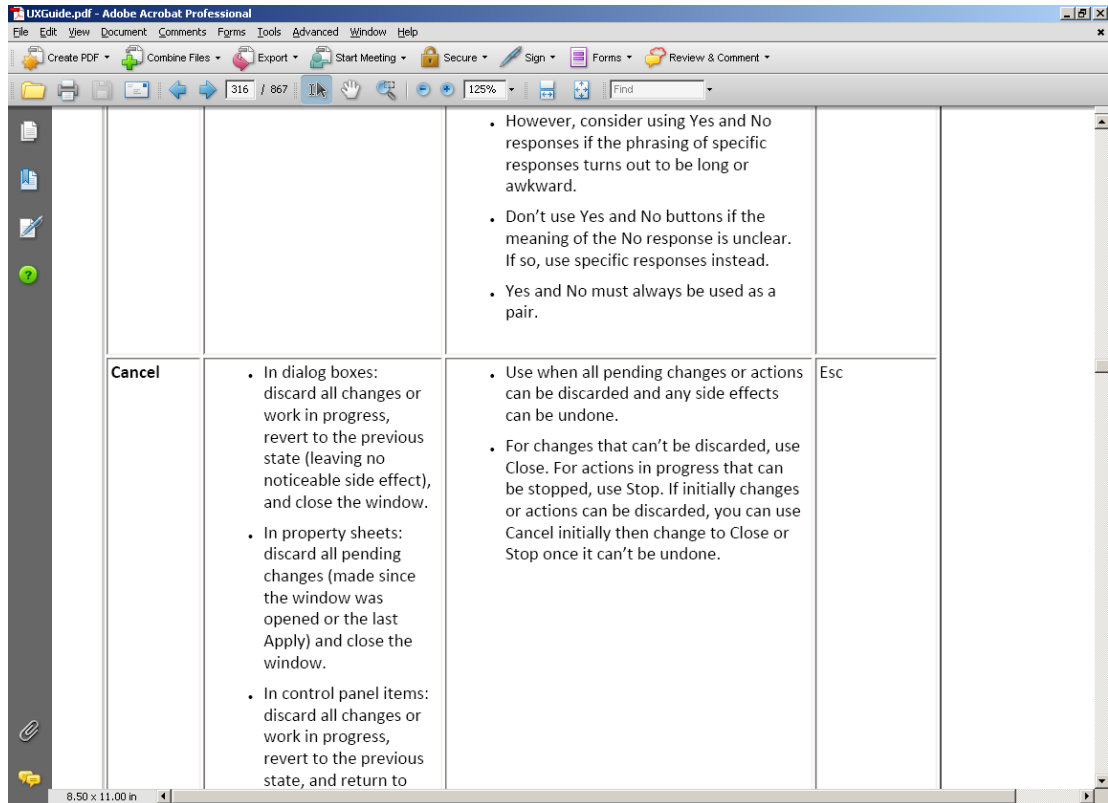 UXGuide.pdf - Adobe Acrobat Professional
File Edit View Document Comments Forms Tools Advanced Window Help
Create PDF Combine Files Export Start Meeting Secure Sign Forms Review & Comment
316 / 867 125% Find
• However, consider using Yes and No
responses if the phrasing of specific
responses turns out to be long or
awkward.
• Don’t use Yes and No buttons if the
meaning of the No response is unclear.
If so, use specific responses instead.
• Yes and No must always be used as a
pair.
Cancel
• In dialog boxes:
discard all changes or
work in progress,
revert to the previous
state (leaving no
noticeable side effect),
and close the window.
• In property sheets:
discard all pending
changes (made since
the window was
opened or the last
Apply) and close the
window.
• In control panel items:
discard all changes or
work in progress,
revert to the previous
state, and return to
• Use when all pending changes or actions
can be discarded and any side effects
can be undone.
• For changes that can’t be discarded, use
Close. For actions in progress that can
be stopped, use Stop. If initially changes
or actions can be discarded, you can use
Cancel initially then change to Close or
Stop once it can’t be undone.
Esc
8.50 x 11.00 in